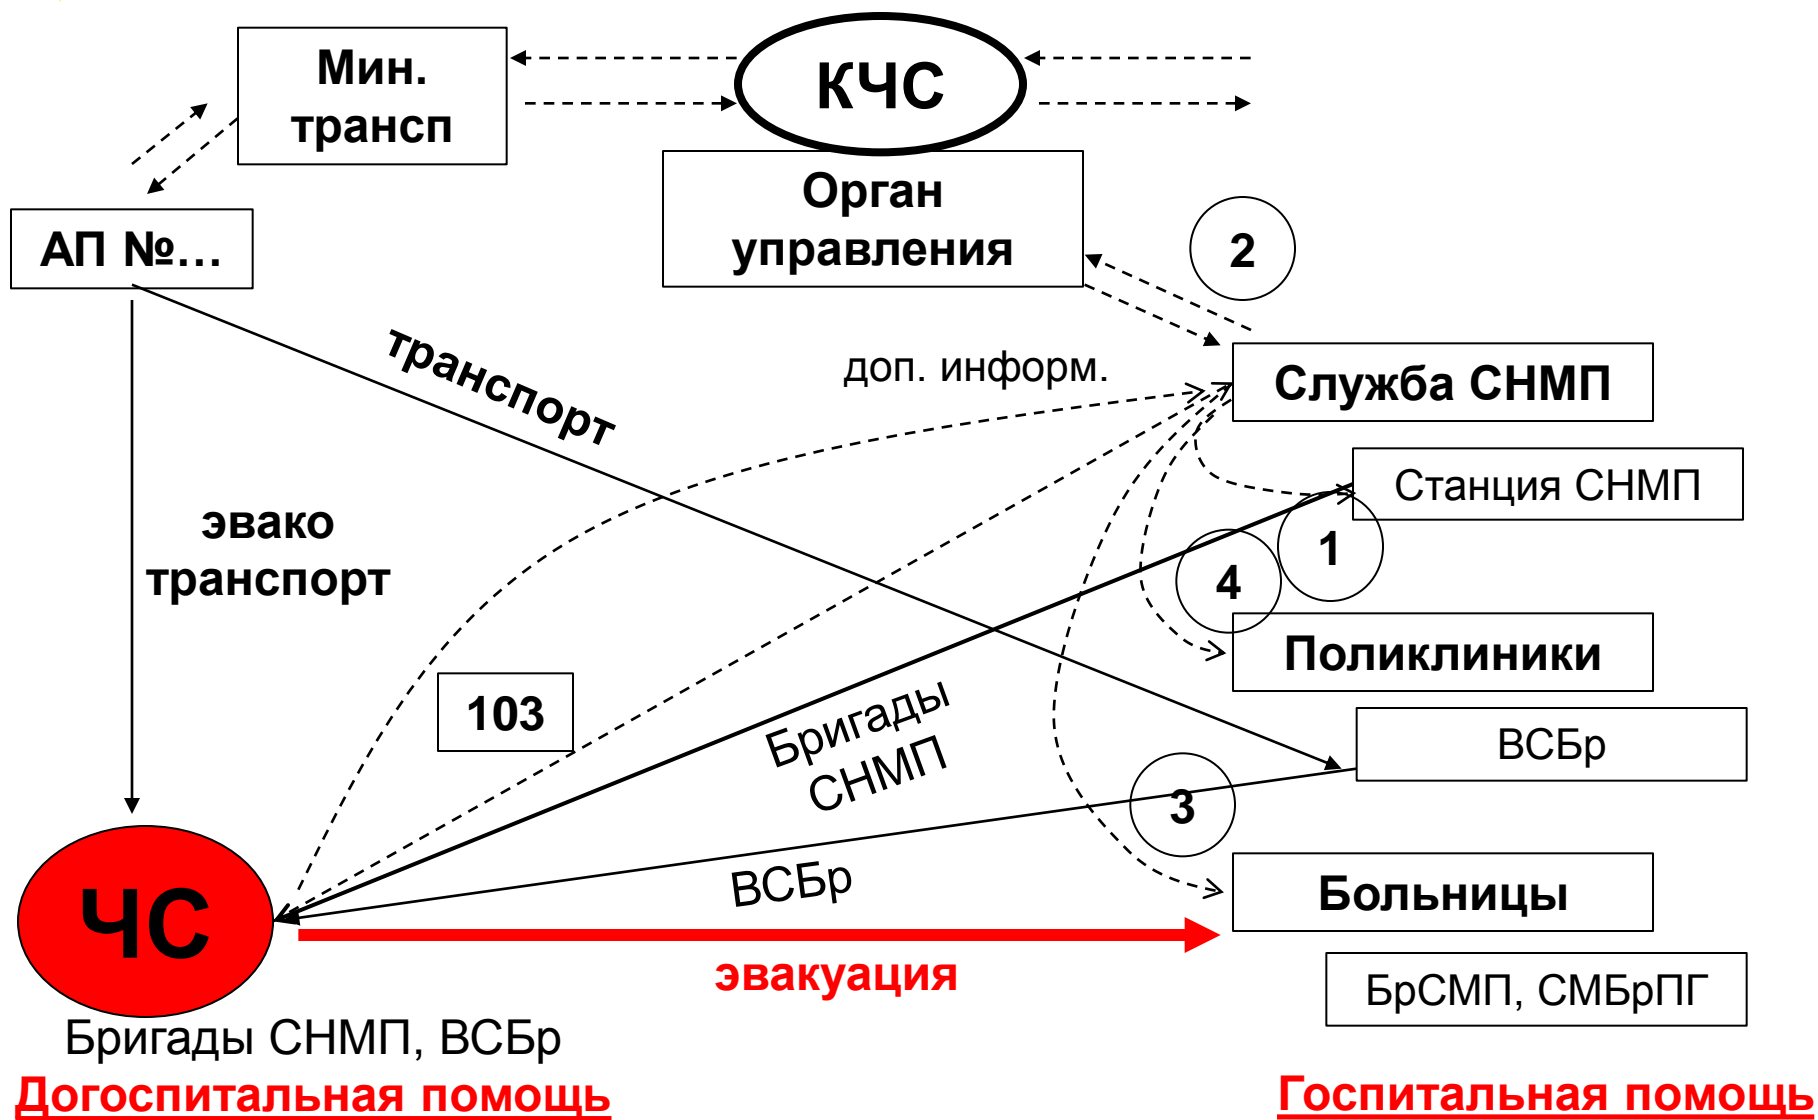 Мин.
трансп
КЧС
Орган
управления
АП №...
2
транспорт
доп. информ.
Служба СНМП
Станция СНМП
эвако
транспорт
1
4
Поликлиники
103
Бригады
СНМП
ВСБр
3
ВСБр
Больницы
ЧС
эвакуация
БрСМП, СМБрПГ
Бригады СНМП, ВСБр
Догоспитальная помощь
Госпитальная помощь